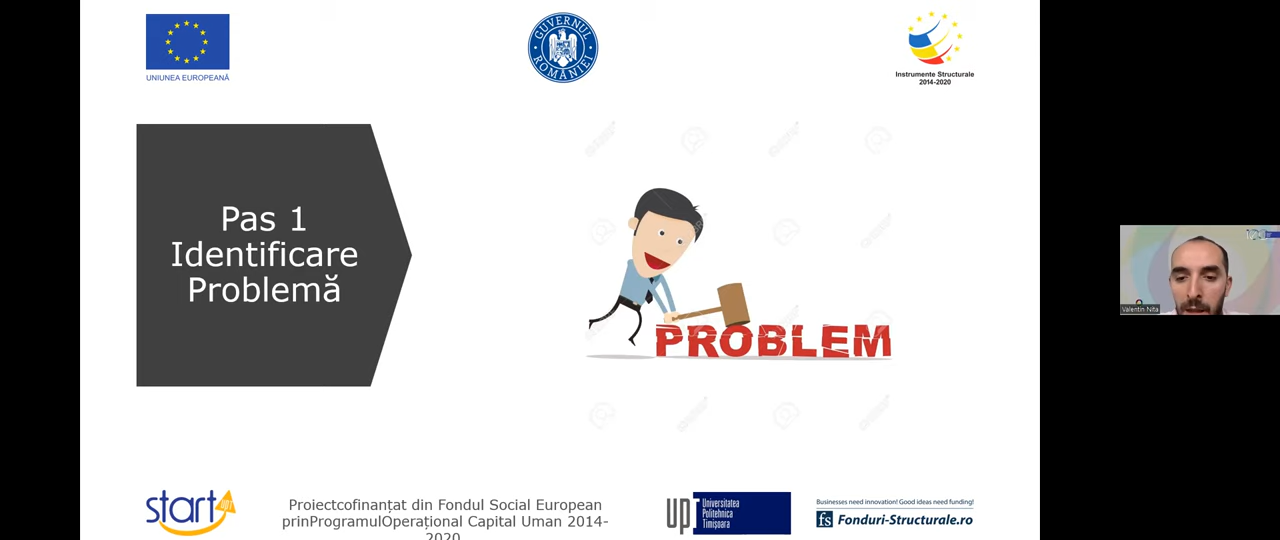 UNIUNEA EUROPEANĂ
GUVERNUL ROMÂNIEI
Instrumente Structurale
2014-2020
Pas 1
Identificare
Problemă
PROBLEM
Valentin Nita
start
UPT
Proiectcofinanțat din Fondul Social European
prinProgramulOperațional Capital Uman 2014-
2020
upt
Universitatea
Politehnica
Timișoara
Businesses need innovation! Good ideas need funding!
fs Fonduri-Structurale.ro